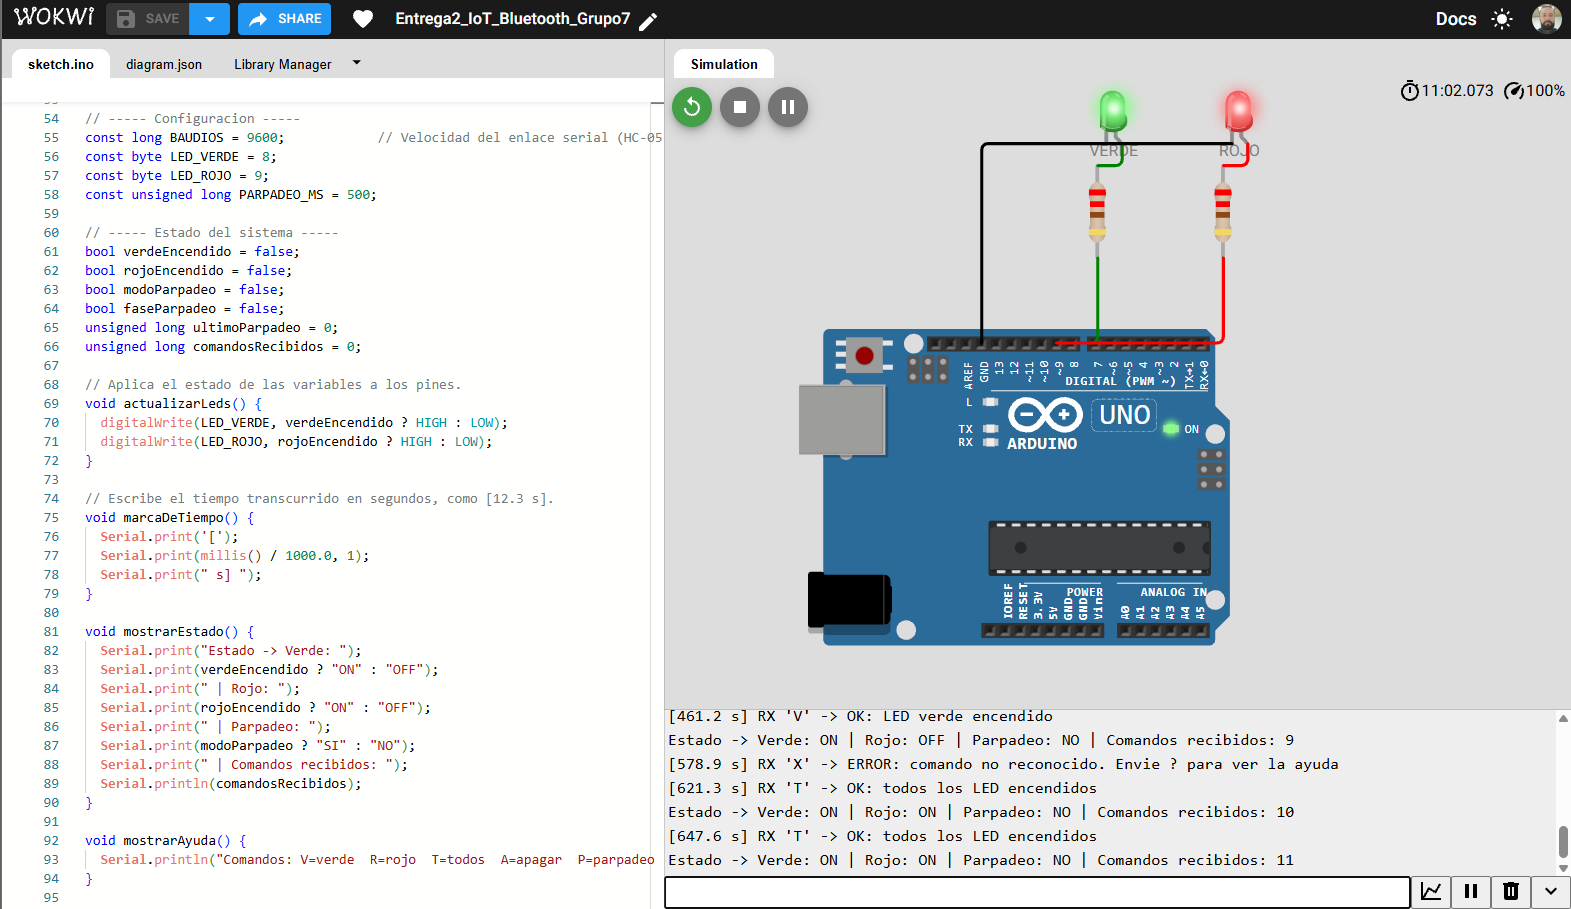 WOKWI
SAVE
SHARE
Entrega2_IoT_Bluetooth_Grupo7
Docs
sketch.ino
diagram.json
Library Manager
54 // ----- Configuracion -----
55 const long BAUDIOS = 9600; // Velocidad del enlace serial (HC-05
56 const byte LED_VERDE = 8;
57 const byte LED_ROJO = 9;
58 const unsigned long PARPADEO_MS = 500;
59
60 // ----- Estado del sistema -----
61 bool verdeEncendido = false;
62 bool rojoEncendido = false;
63 bool modoParpadeo = false;
64 bool faseParpadeo = false;
65 unsigned long ultimoParpadeo = 0;
66 unsigned long comandosRecibidos = 0;
67
68 // Aplica el estado de las variables a los pines.
69 void actualizarLeds() {
70 digitalWrite(LED_VERDE, verdeEncendido ? HIGH : LOW);
71 digitalWrite(LED_ROJO, rojoEncendido ? HIGH : LOW);
72 }
73
74 // Escribe el tiempo transcurrido en segundos, como [12.3 s].
75 void marcaDeTiempo() {
76 Serial.print('[');
77 Serial.print(millis() / 1000.0, 1);
78 Serial.print(" s] ");
79 }
80
81 void mostrarEstado() {
82 Serial.print("Estado -> Verde: ");
83 Serial.print(verdeEncendido ? "ON" : "OFF");
84 Serial.print(" | Rojo: ");
85 Serial.print(rojoEncendido ? "ON" : "OFF");
86 Serial.print(" | Parpadeo: ");
87 Serial.print(modoParpadeo ? "SI" : "NO");
88 Serial.print(" | Comandos recibidos: ");
89 Serial.println(comandosRecibidos);
90 }
91
92 void mostrarAyuda() {
93 Serial.println("Comandos: V=verde R=rojo T=todos A=apagar P=parpadeo
94 }
95
Simulation
11:02.073
100%
VERDE
ROJO
AREF
GND
13
12
~11
~10
~9
8
7
~6
~5
4
~3
2
TX→1
RX←0
DIGITAL (PWM ~)
L
TX
RX
ARDUINO
UNO
ON
IOREF
RESET
3.3V
5V
GND
GND
Vin
POWER
ANALOG IN
A0
A1
A2
A3
A4
A5
[461.2 s] RX 'V' -> OK: LED verde encendido
Estado -> Verde: ON | Rojo: OFF | Parpadeo: NO | Comandos recibidos: 9
[578.9 s] RX 'X' -> ERROR: comando no reconocido. Envie ? para ver la ayuda
[621.3 s] RX 'T' -> OK: todos los LED encendidos
Estado -> Verde: ON | Rojo: ON | Parpadeo: NO | Comandos recibidos: 10
[647.6 s] RX 'T' -> OK: todos los LED encendidos
Estado -> Verde: ON | Rojo: ON | Parpadeo: NO | Comandos recibidos: 11